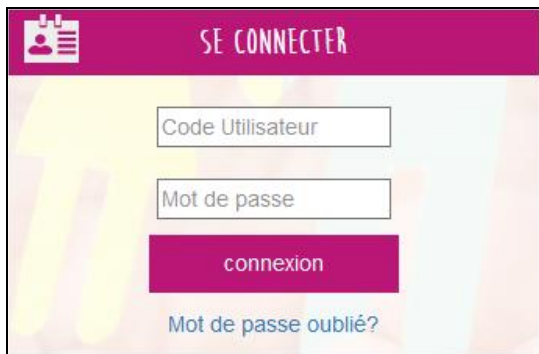 SE CONNECTER
Code Utilisateur
Mot de passe
connexion
Mot de passe oublié?